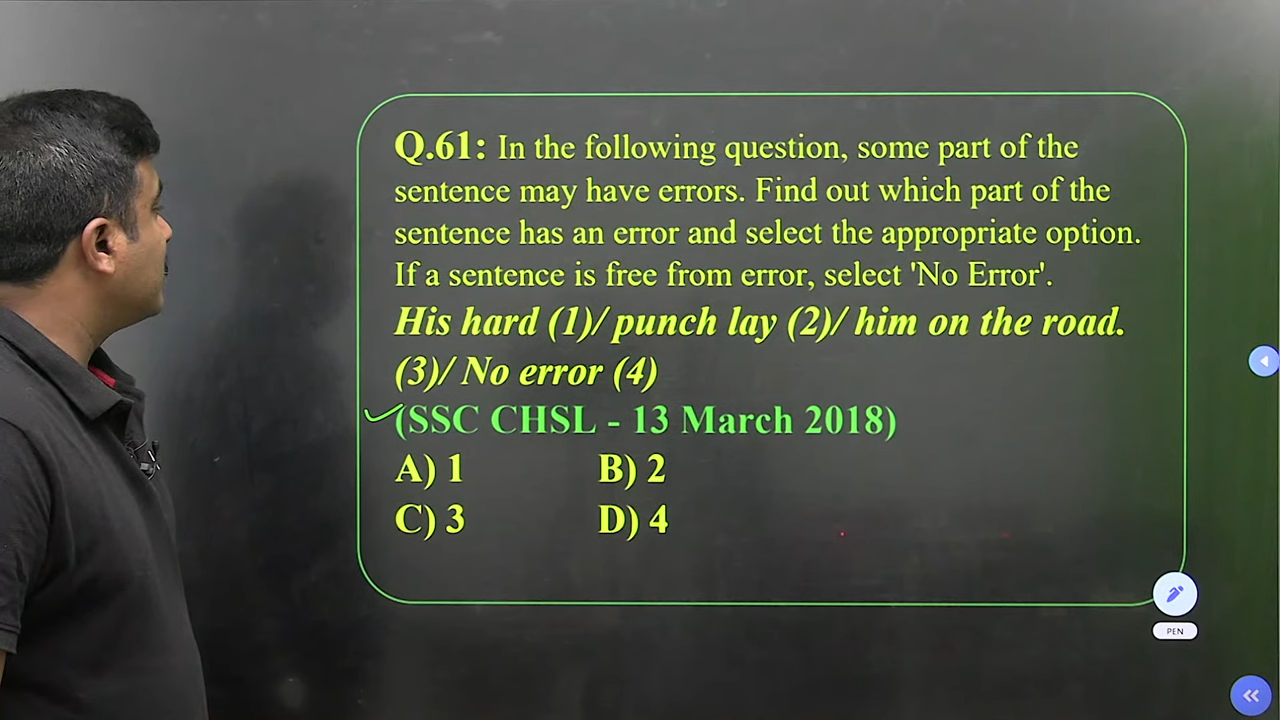 Q.61: In the following question, some part of the
sentence may have errors. Find out which part of the
sentence has an error and select the appropriate option.
If a sentence is free from error, select 'No Error'.
His hard (1)/ punch lay (2)/ him on the road.
(3)/ No error (4)
(SSC CHSL - 13 March 2018)
A) 1 B) 2
C) 3 D) 4
PEN